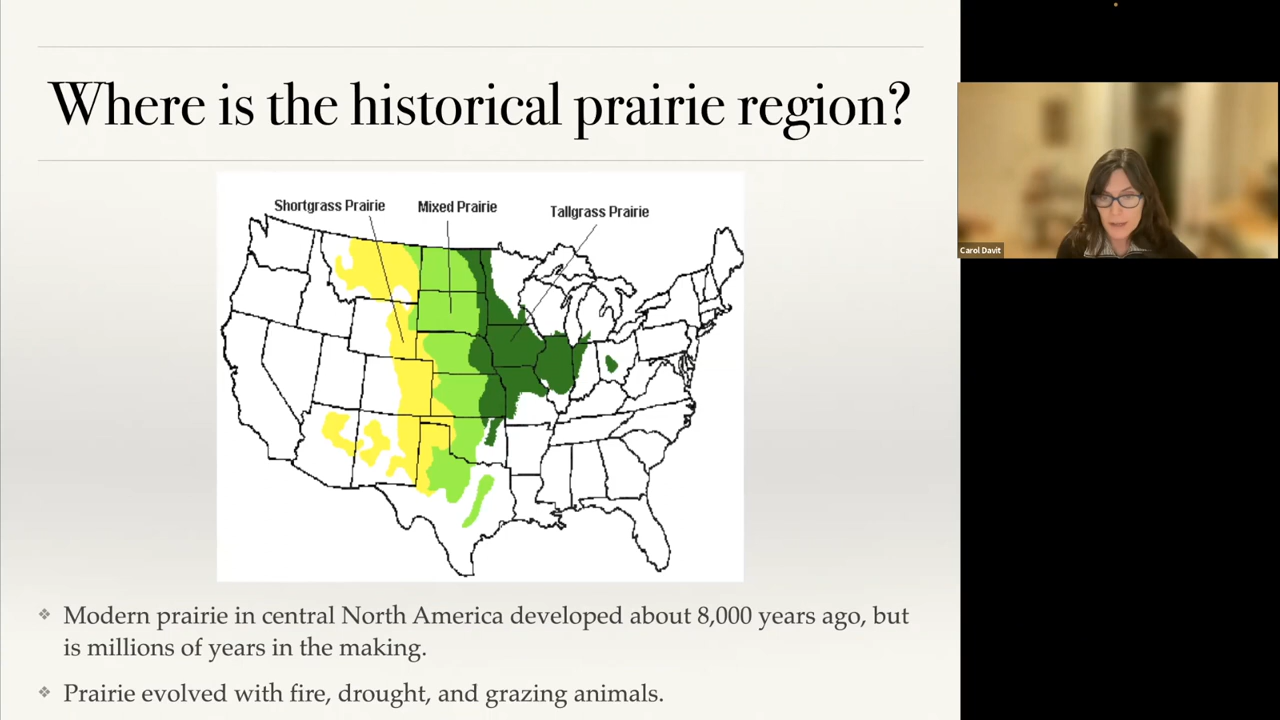 Where is the historical prairie region?
Shortgrass Prairie
Mixed Prairie
Tallgrass Prairie
Carol Davit
❖ Modern prairie in central North America developed about 8,000 years ago, but
is millions of years in the making.
❖ Prairie evolved with fire, drought, and grazing animals.